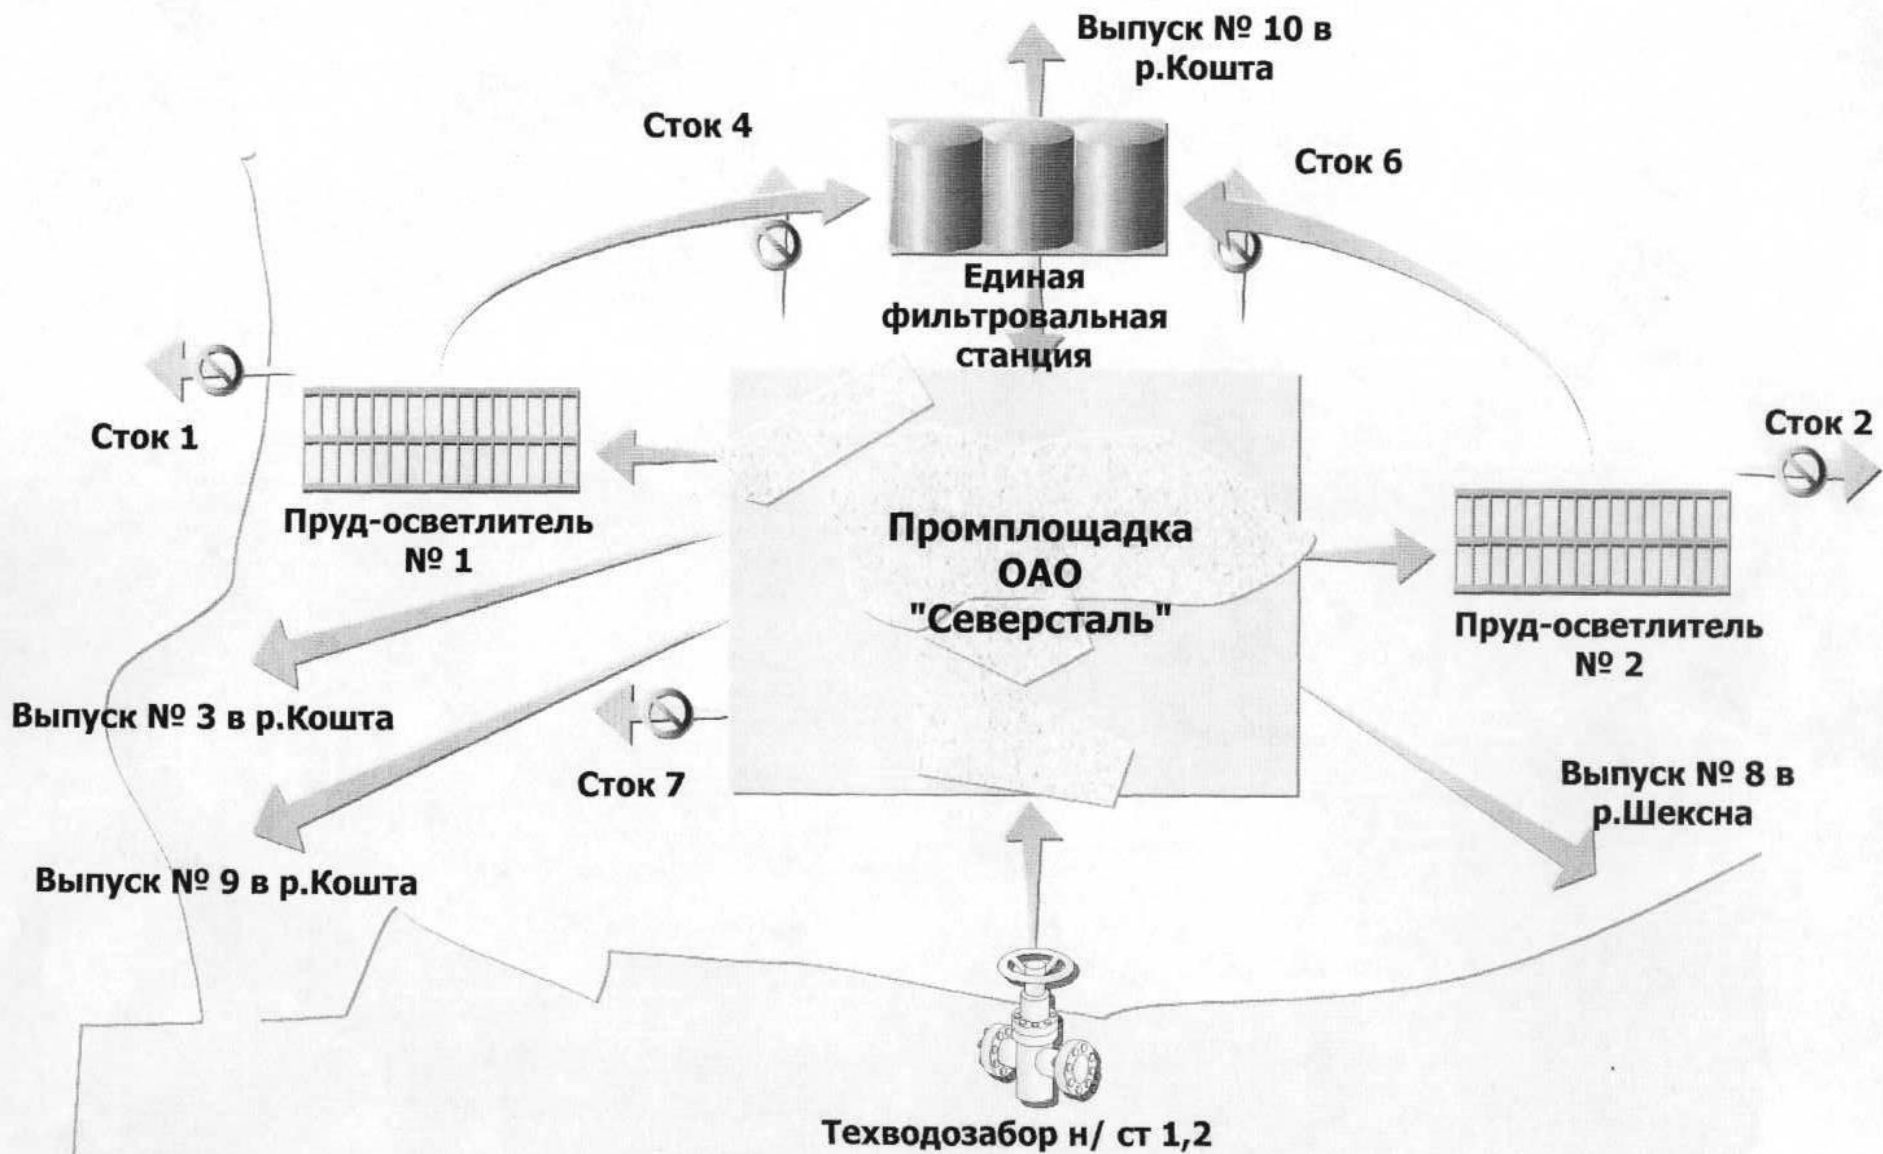 Выпуск № 10 в
р.Кошта
Сток 4
Сток 6
Единая
фильтровальная
станция
Сток 1
Сток 2
Пруд-осветлитель
№ 1
Промплощадка
ОАО
"Северсталь"
Пруд-осветлитель
№ 2
Выпуск № 3 в р.Кошта
Сток 7
Выпуск № 8 в
р.Шексна
Выпуск № 9 в р.Кошта
Техводозабор н/ ст 1,2